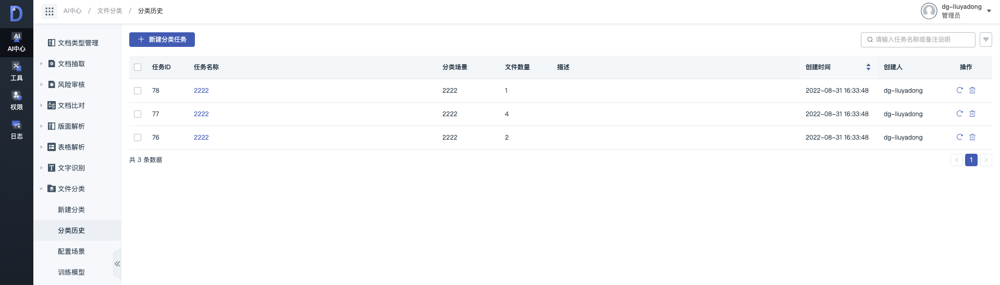 AI中心 / 文件分类 / 分类历史
dg-liuyadong
管理员
AI
AI中心
工具
权限
日志
文档类型管理
文档抽取
风险审核
文档比对
版面解析
表格解析
文字识别
文件分类
新建分类
分类历史
配置场景
训练模型
新建分类任务
请输入任务名称或备注说明
任务ID 任务名称 分类场景 文件数量 描述 创建时间 创建人 操作
78 2222 2222 1 2022-08-31 16:33:48 dg-liuyadong
77 2222 2222 4 2022-08-31 16:33:48 dg-liuyadong
76 2222 2222 2 2022-08-31 16:33:48 dg-liuyadong
共 3 条数据
1